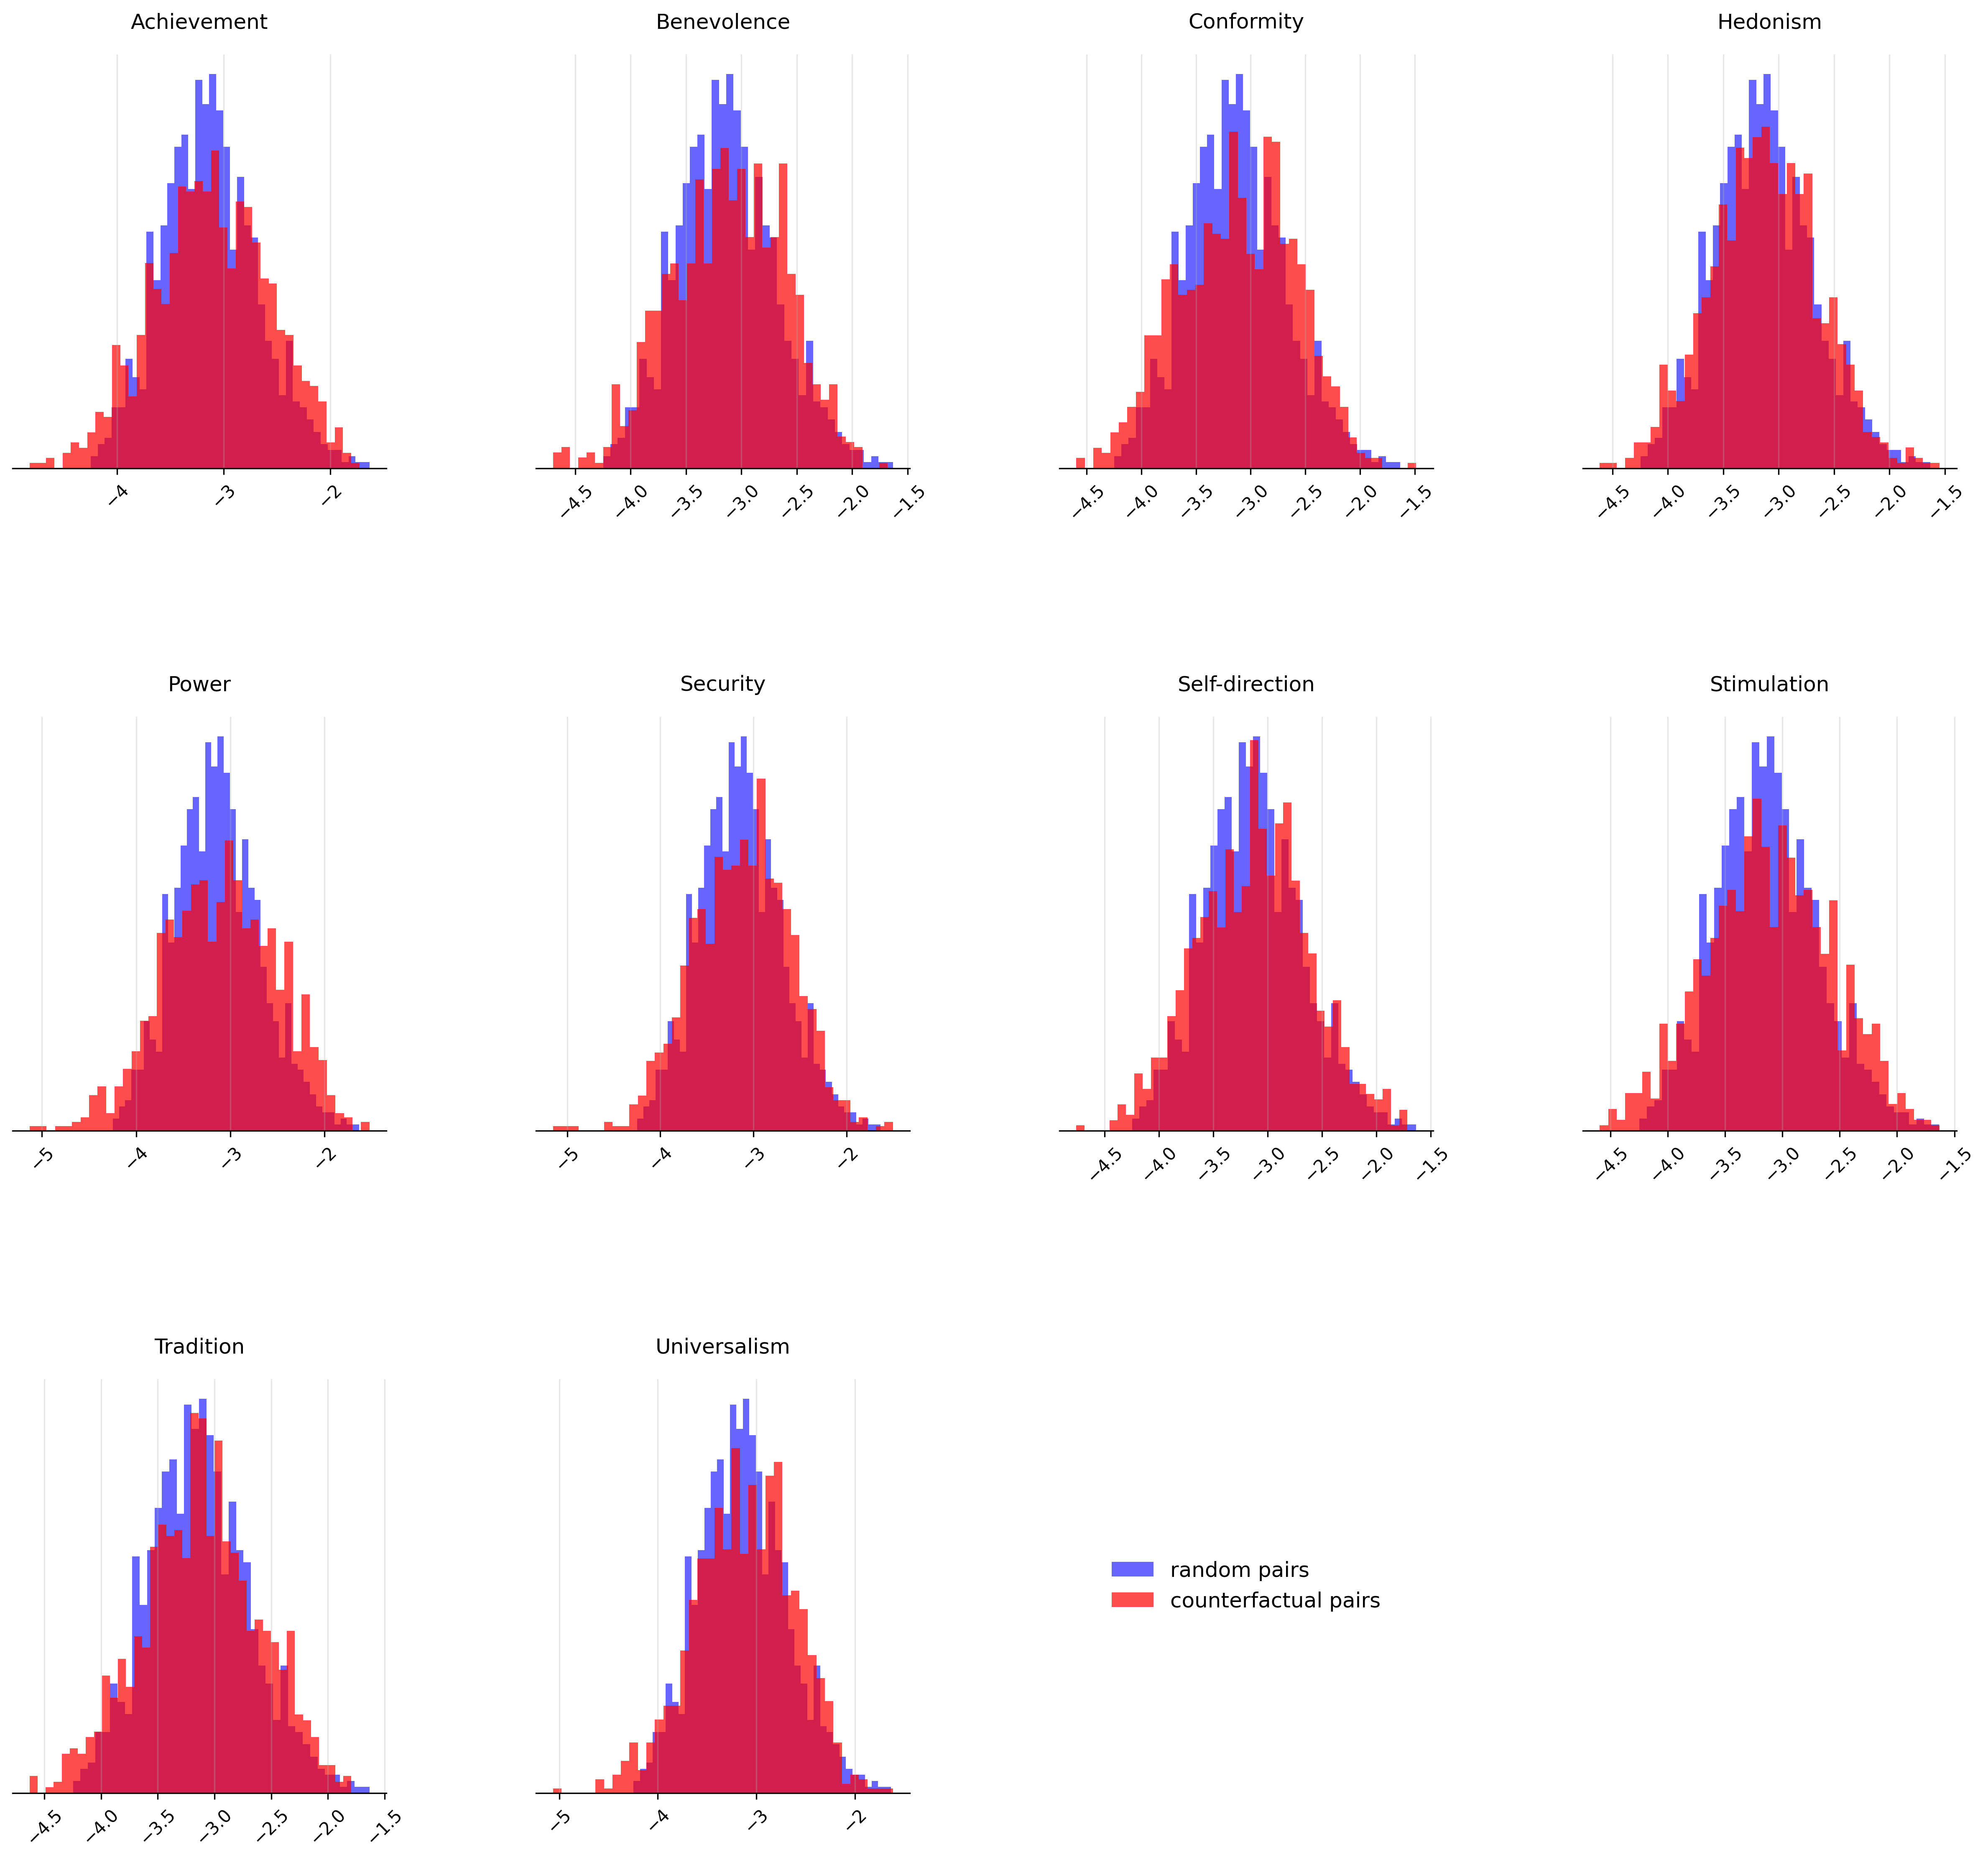 Achievement Benevolence Conformity Hedonism
−4 −3 −2 −4.5 −4.0 −3.5 −3.0 −2.5 −2.0 −1.5 −4.5 −4.0 −3.5 −3.0 −2.5 −2.0 −1.5 −4.5 −4.0 −3.5 −3.0 −2.5 −2.0 −1.5
Power Security Self-direction Stimulation
−5 −4 −3 −2 −5 −4 −3 −2 −4.5 −4.0 −3.5 −3.0 −2.5 −2.0 −1.5 −4.5 −4.0 −3.5 −3.0 −2.5 −2.0 −1.5
Tradition Universalism
random pairs
counterfactual pairs
−4.5 −4.0 −3.5 −3.0 −2.5 −2.0 −1.5 −5 −4 −3 −2